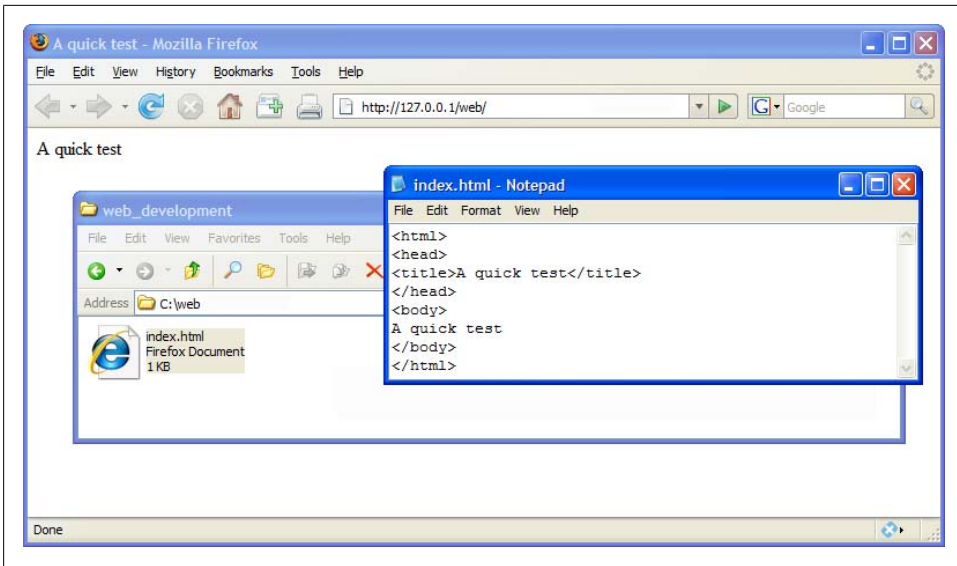 A quick test - Mozilla Firefox
File Edit View History Bookmarks Tools Help
http://127.0.0.1/web/
G Google
A quick test
web_development
File Edit View Favorites Tools Help
Address C:\web
index.html
Firefox Document
1 KB
index.html - Notepad
File Edit Format View Help
<html>
<head>
<title>A quick test</title>
</head>
<body>
A quick test
</body>
</html>
Done